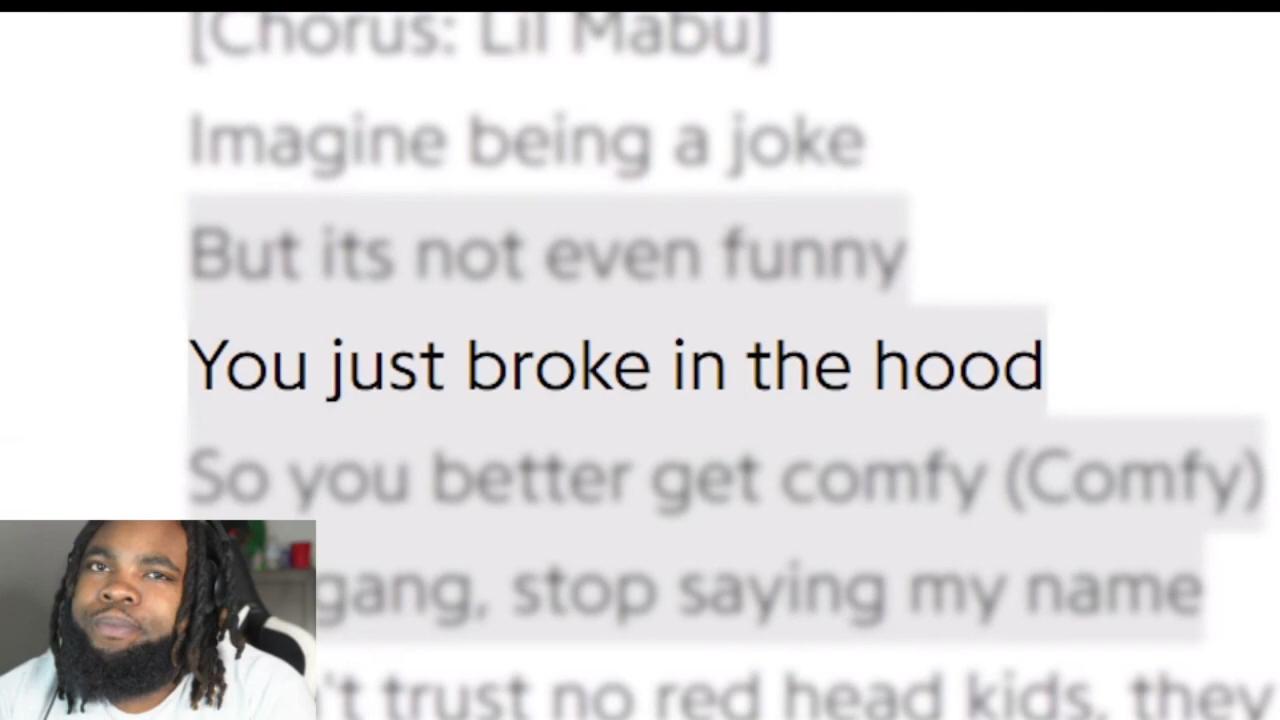 [Chorus: Lil Mabu]
Imagine being a joke
But its not even funny
You just broke in the hood
So you better get comfy (Comfy)
gang, stop saying my name
't trust no red head kids, they